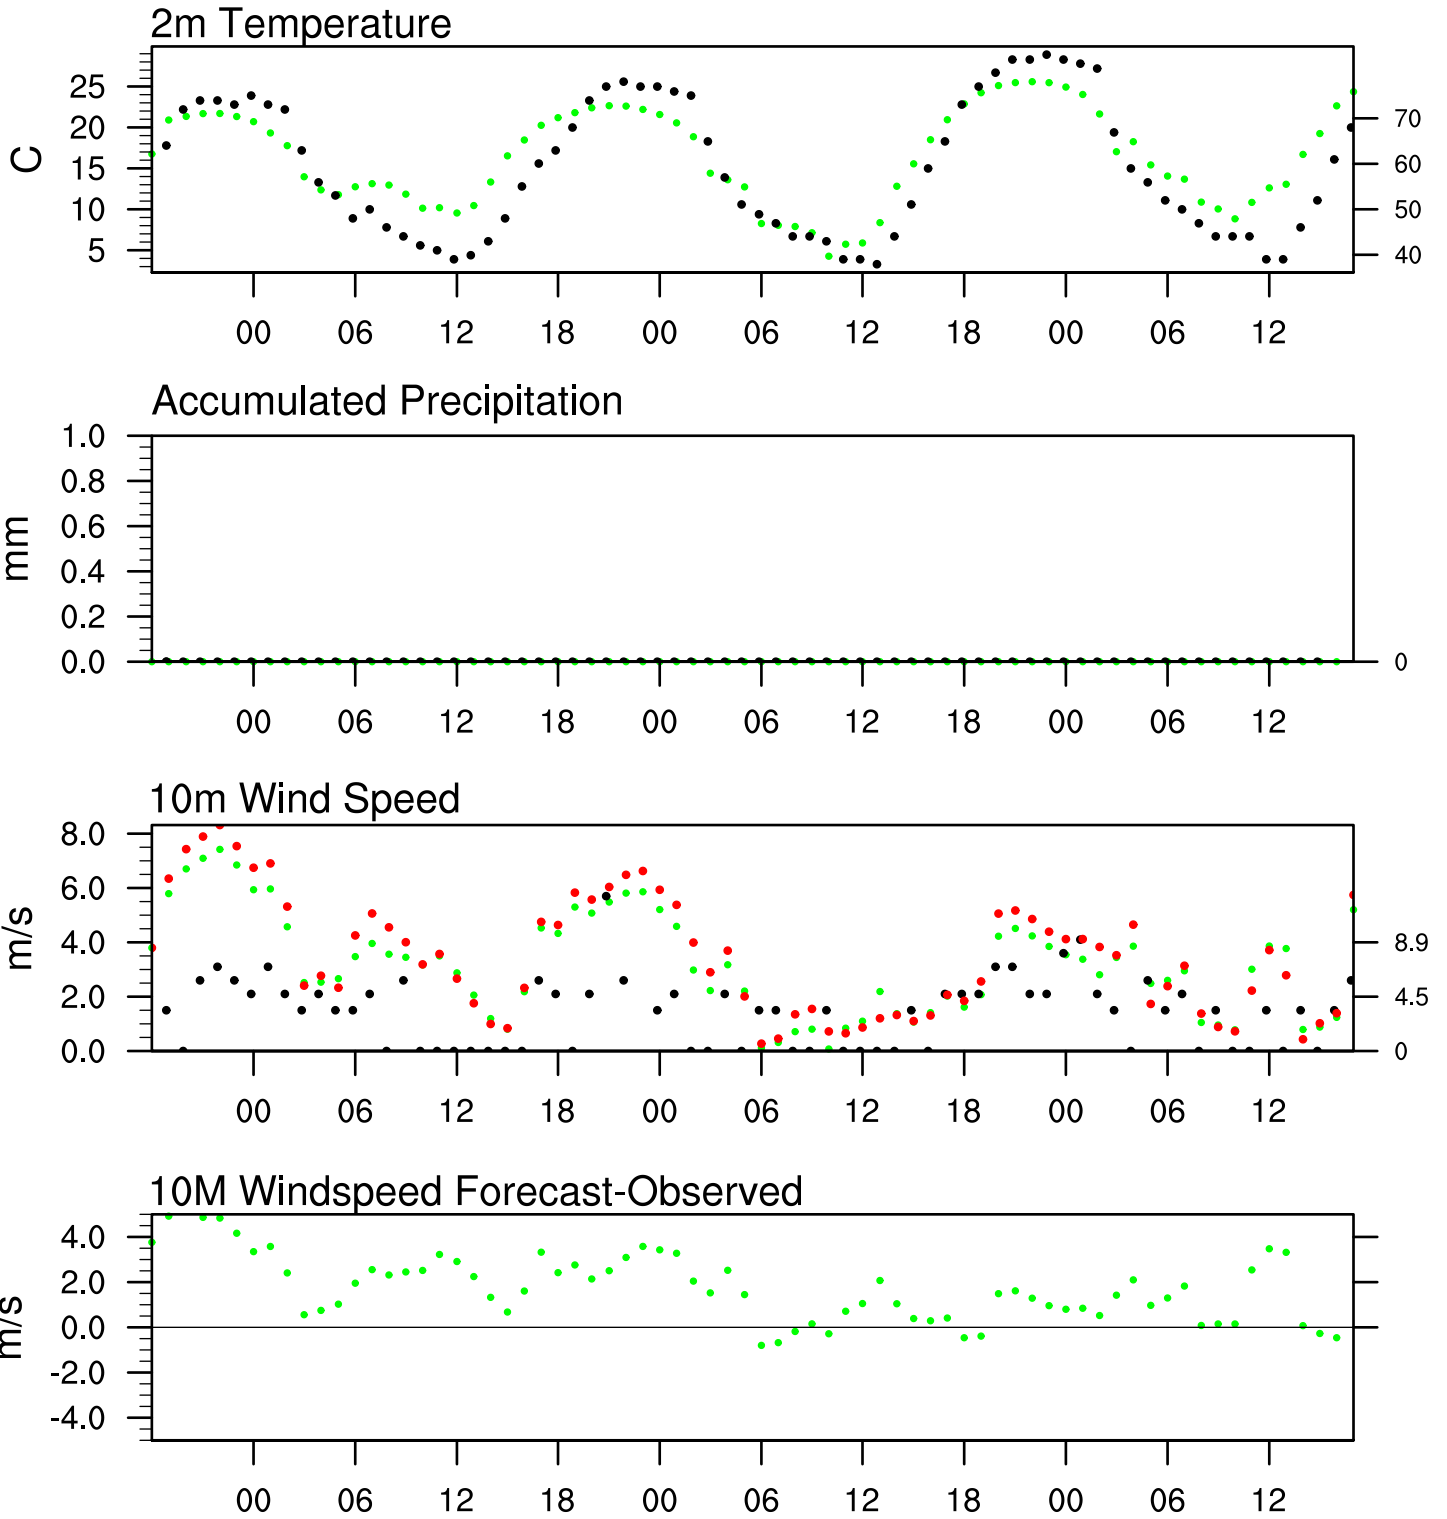 2m Temperature
C
25
20
15
10
5
70
60
50
40
00 06 12 18 00 06 12 18 00 06 12
Accumulated Precipitation
mm
1.0
0.8
0.6
0.4
0.2
0.0
0
00 06 12 18 00 06 12 18 00 06 12
10m Wind Speed
m/s
8.0
6.0
4.0
2.0
0.0
8.9
4.5
0
00 06 12 18 00 06 12 18 00 06 12
10M Windspeed Forecast-Observed
m/s
4.0
2.0
0.0
-2.0
-4.0
00 06 12 18 00 06 12 18 00 06 12